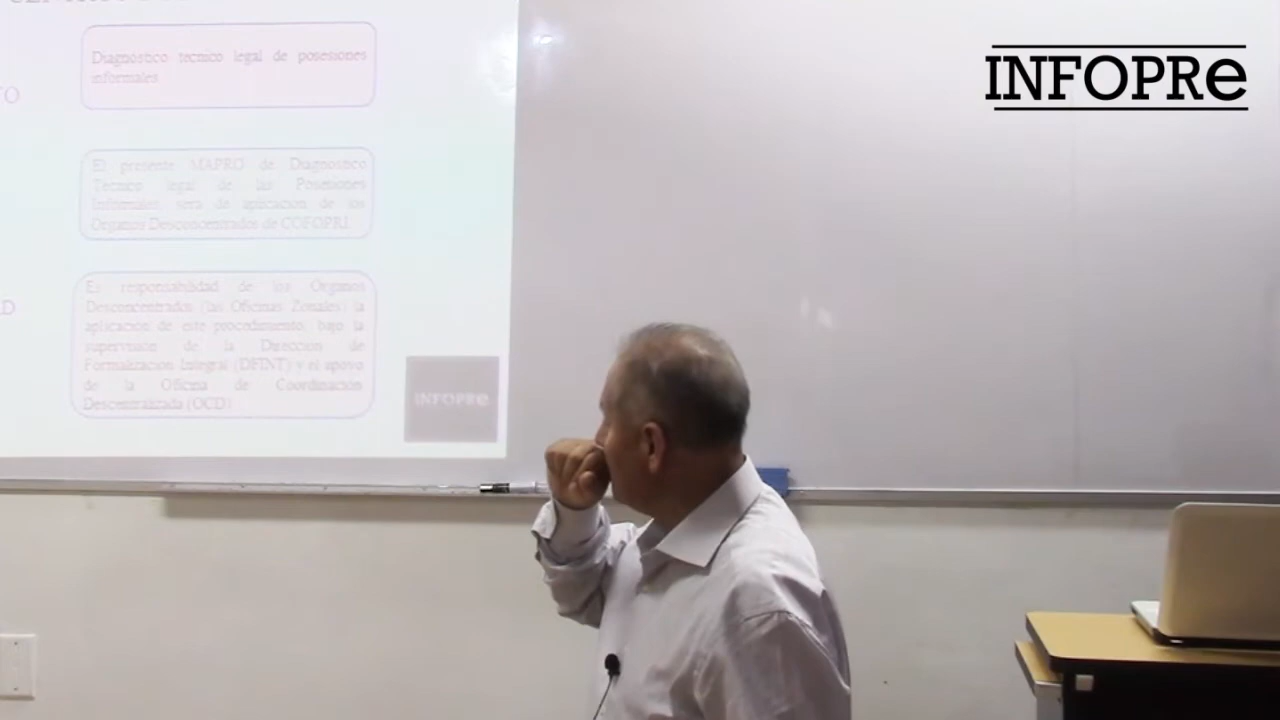 INFOPRe
Diagnostico tecnico legal de posesiones
informales
TO
El presente MAPRO de Diagnostico
Tecnico legal de las Posesiones
Informales, sera de aplicacion de los
Organos Desconcentrados de COFOPRI.
Es responsabilidad de los Organos
Desconcentrados (las Oficinas Zonales) la
aplicacion de este procedimiento, bajo la
supervision de la Direccion de
Formalizacion Integral (DFINT) y el apoyo
de la Oficina de Coordinacion
Descentralizada (OCD)
INFOPRe